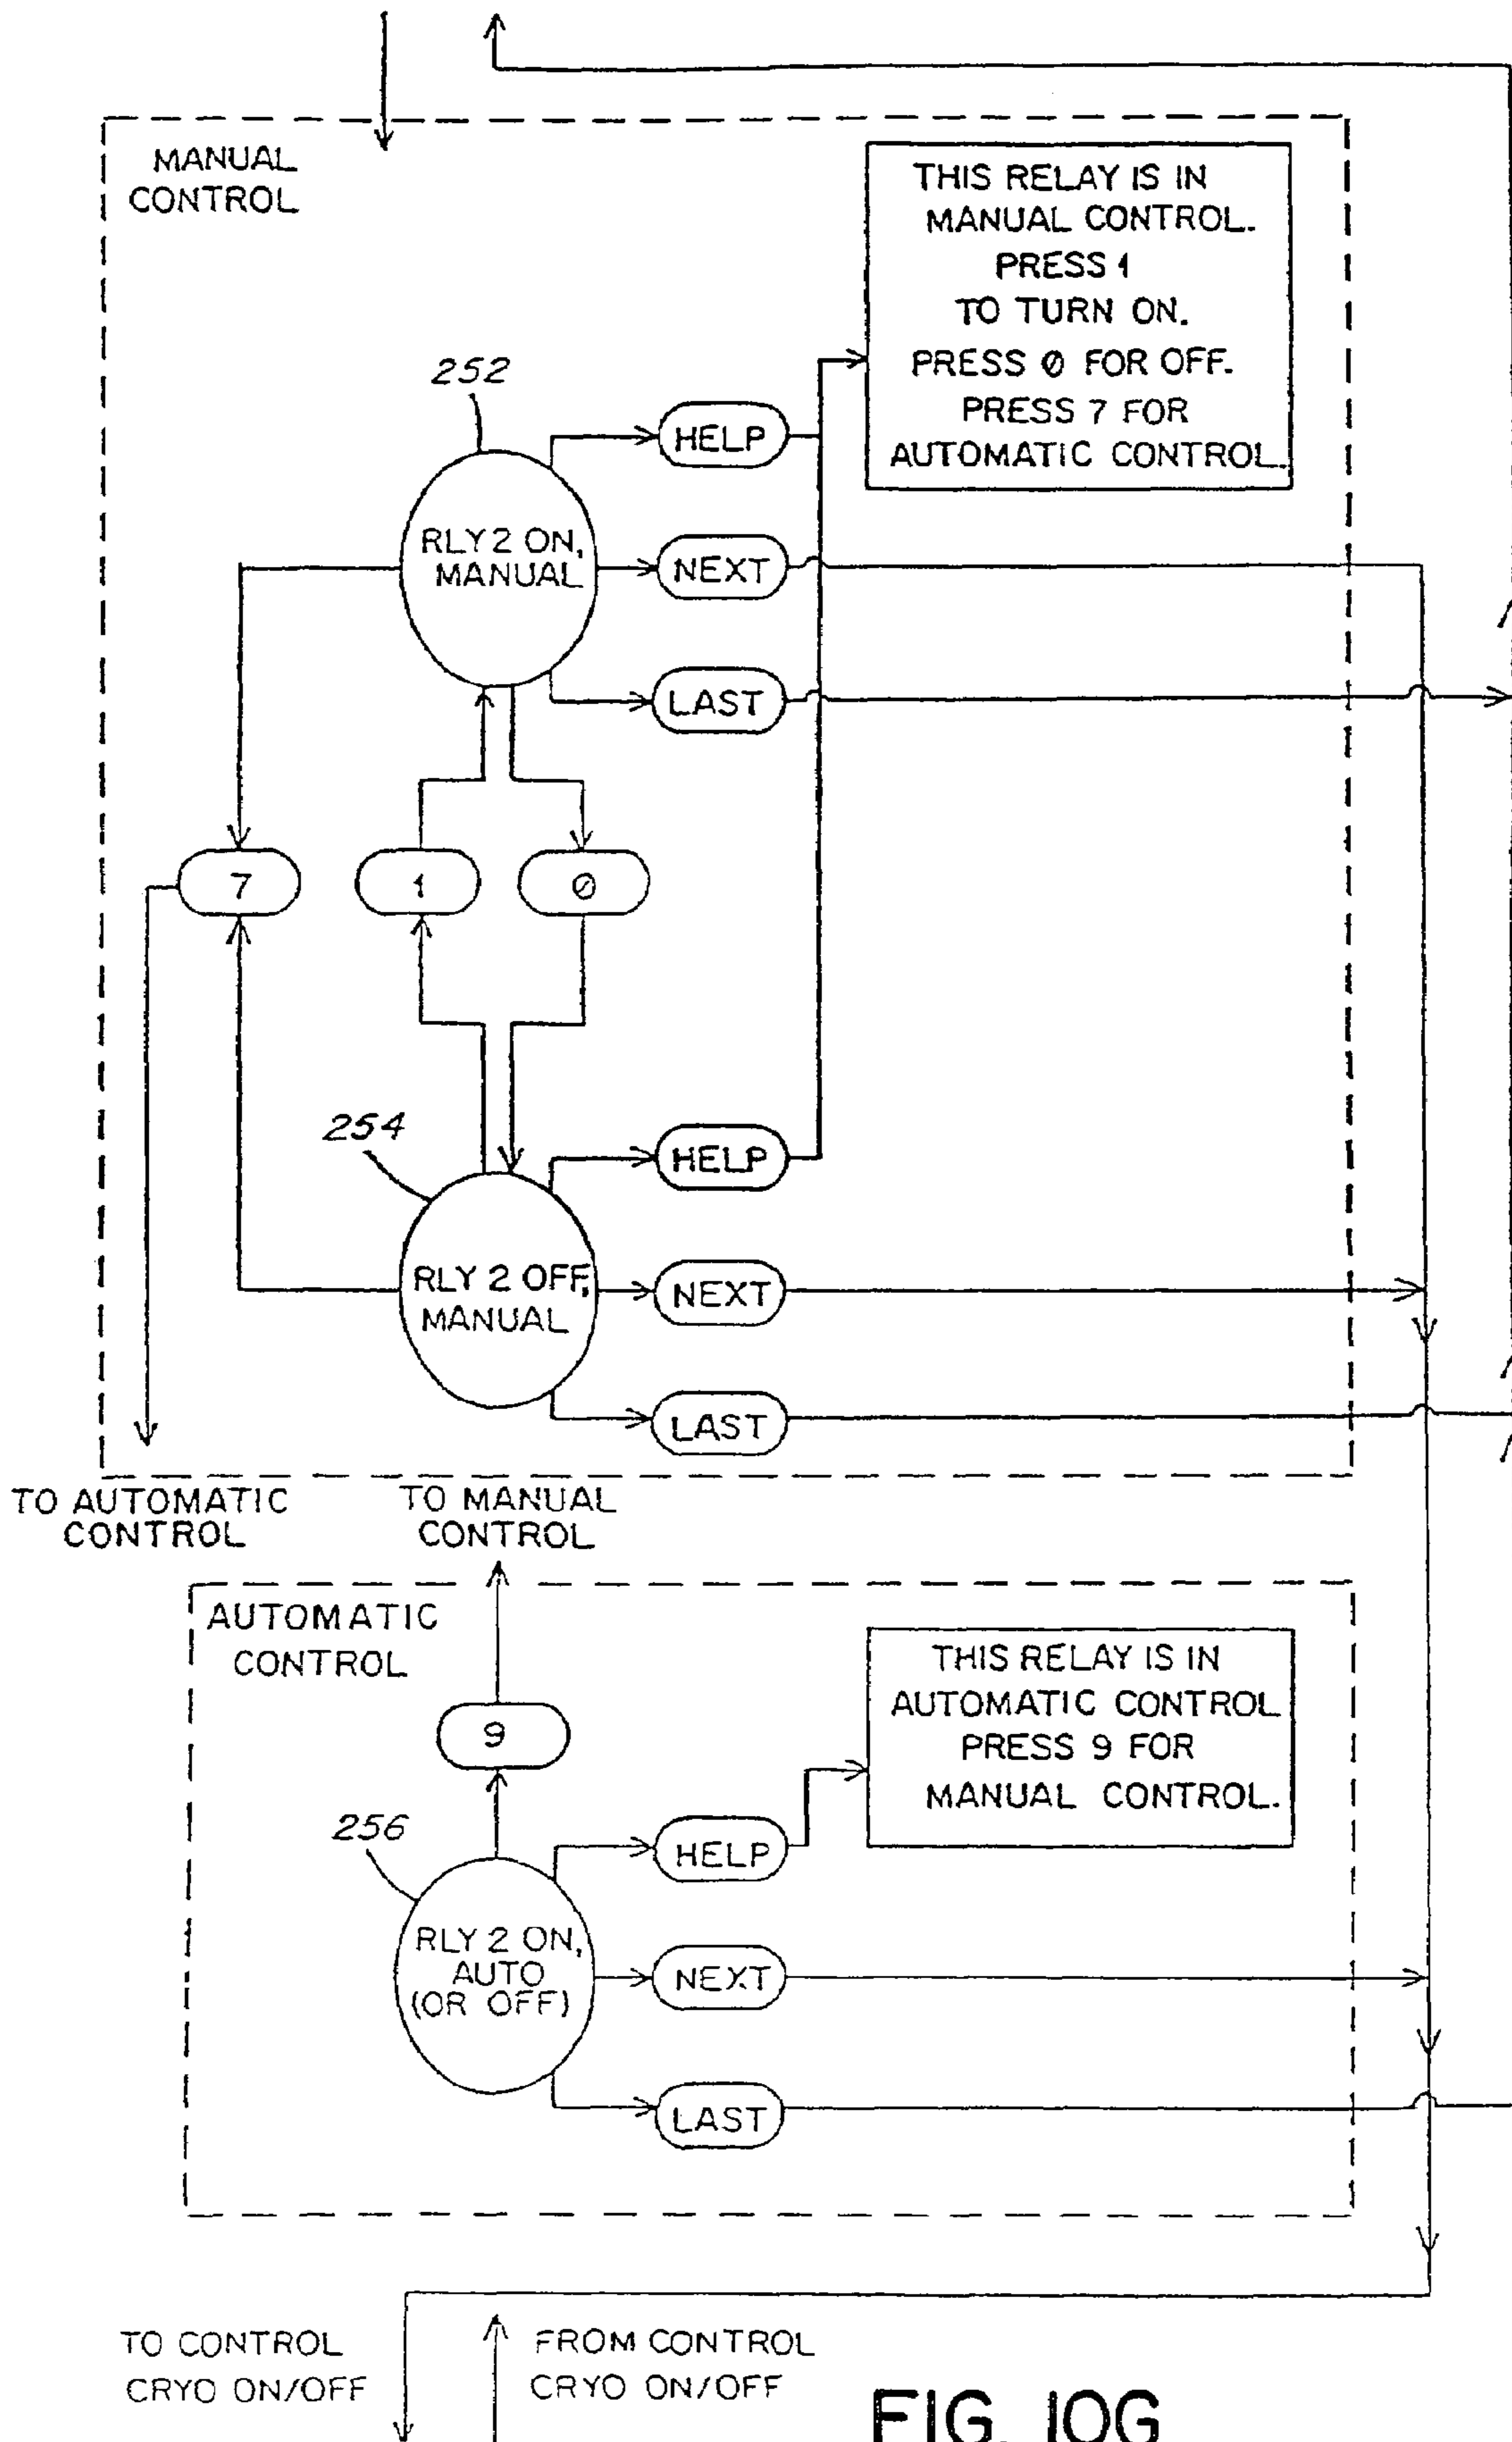 MANUAL
CONTROL
THIS RELAY IS IN
MANUAL CONTROL.
PRESS 1
TO TURN ON.
PRESS 0 FOR OFF.
PRESS 7 FOR
AUTOMATIC CONTROL.
252
HELP
RLY 2 ON,
MANUAL
NEXT
LAST
7
1
0
254
HELP
RLY 2 OFF,
MANUAL
NEXT
LAST
TO AUTOMATIC
CONTROL
TO MANUAL
CONTROL
AUTOMATIC
CONTROL
THIS RELAY IS IN
AUTOMATIC CONTROL
PRESS 9 FOR
MANUAL CONTROL.
9
256
HELP
RLY 2 ON,
AUTO
(OR OFF)
NEXT
LAST
TO CONTROL
CRYO ON/OFF
FROM CONTROL
CRYO ON/OFF
FIG. 10G